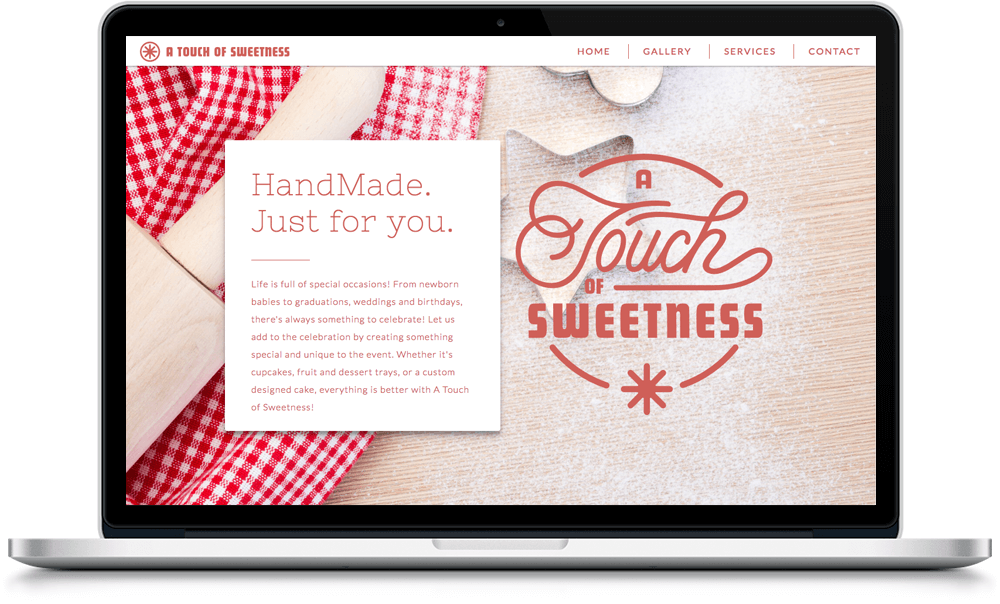 A TOUCH OF SWEETNESS
HOME
GALLERY
SERVICES
CONTACT
HandMade.
Just for you.
Life is full of special occasions! From newborn
babies to graduations, weddings and birthdays,
there's always something to celebrate! Let us
add to the celebration by creating something
special and unique to the event. Whether it's
cupcakes, fruit and dessert trays, or a custom
designed cake, everything is better with A Touch
of Sweetness!
A
Touch
OF
SWEETNESS